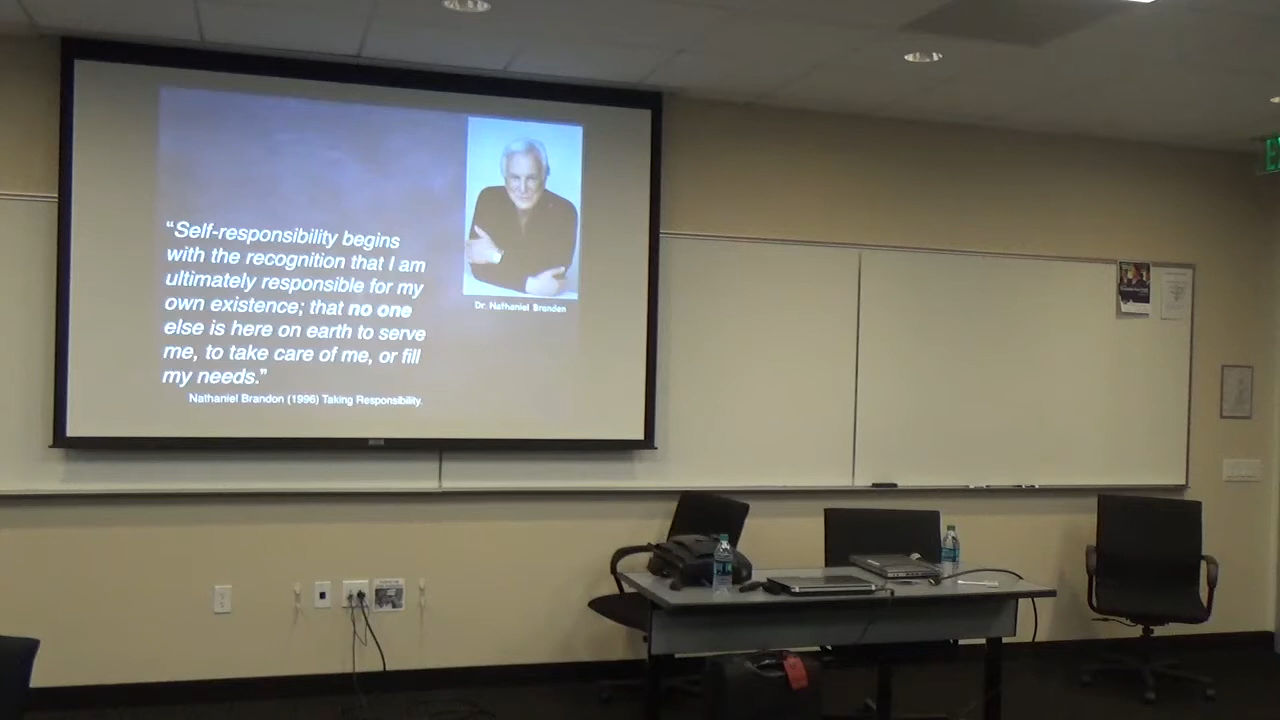 “Self-responsibility begins
with the recognition that I am
ultimately responsible for my
own existence; that no one
else is here on earth to serve
me, to take care of me, or fill
my needs.”
Nathaniel Brandon (1996) Taking Responsibility.
Dr. Nathaniel Branden